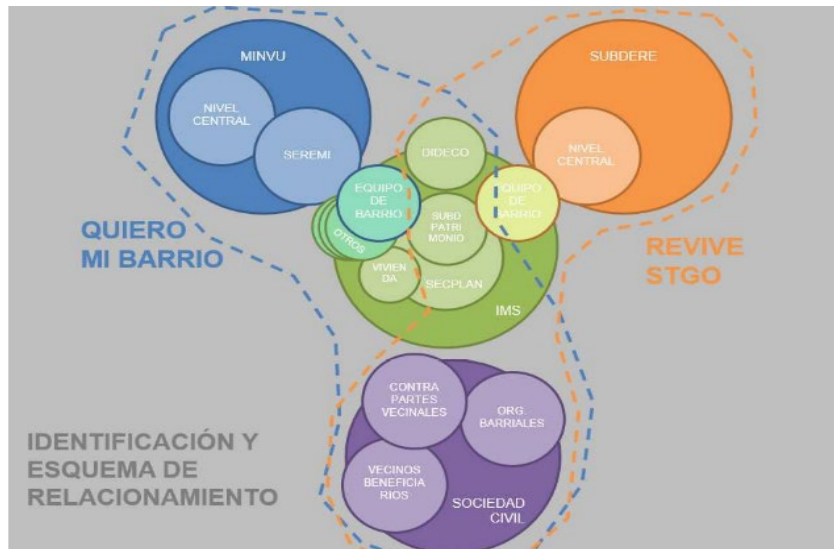 MINVU
NIVEL
CENTRAL
SEREMI
SUBDERE
NIVEL
CENTRAL
DIDECO
EQUIPO
DE
BARRIO
OTROS
SUBD
PATRI
MONIO
EQUIPO
DE
BARRIO
VIVIEN
DA
SECPLAN
IMS
QUIERO
MI BARRIO
REVIVE
STGO
CONTRA
PARTES
VECINALES
ORG.
BARRIALES
VECINOS
BENEFICIA
RIOS
SOCIEDAD
CIVIL
IDENTIFICACIÓN Y
ESQUEMA DE
RELACIONAMIENTO